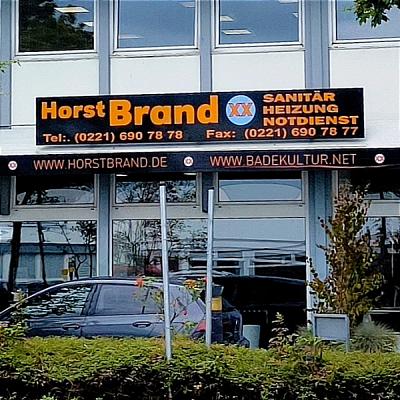 Horst Brand XX SANITÄR
HEIZUNG
NOTDIENST
Tel.: (0221) 690 78 78 Fax: (0221) 690 78 77
WWW.HORSTBRAND.DE WWW.BADEKULTUR.NET